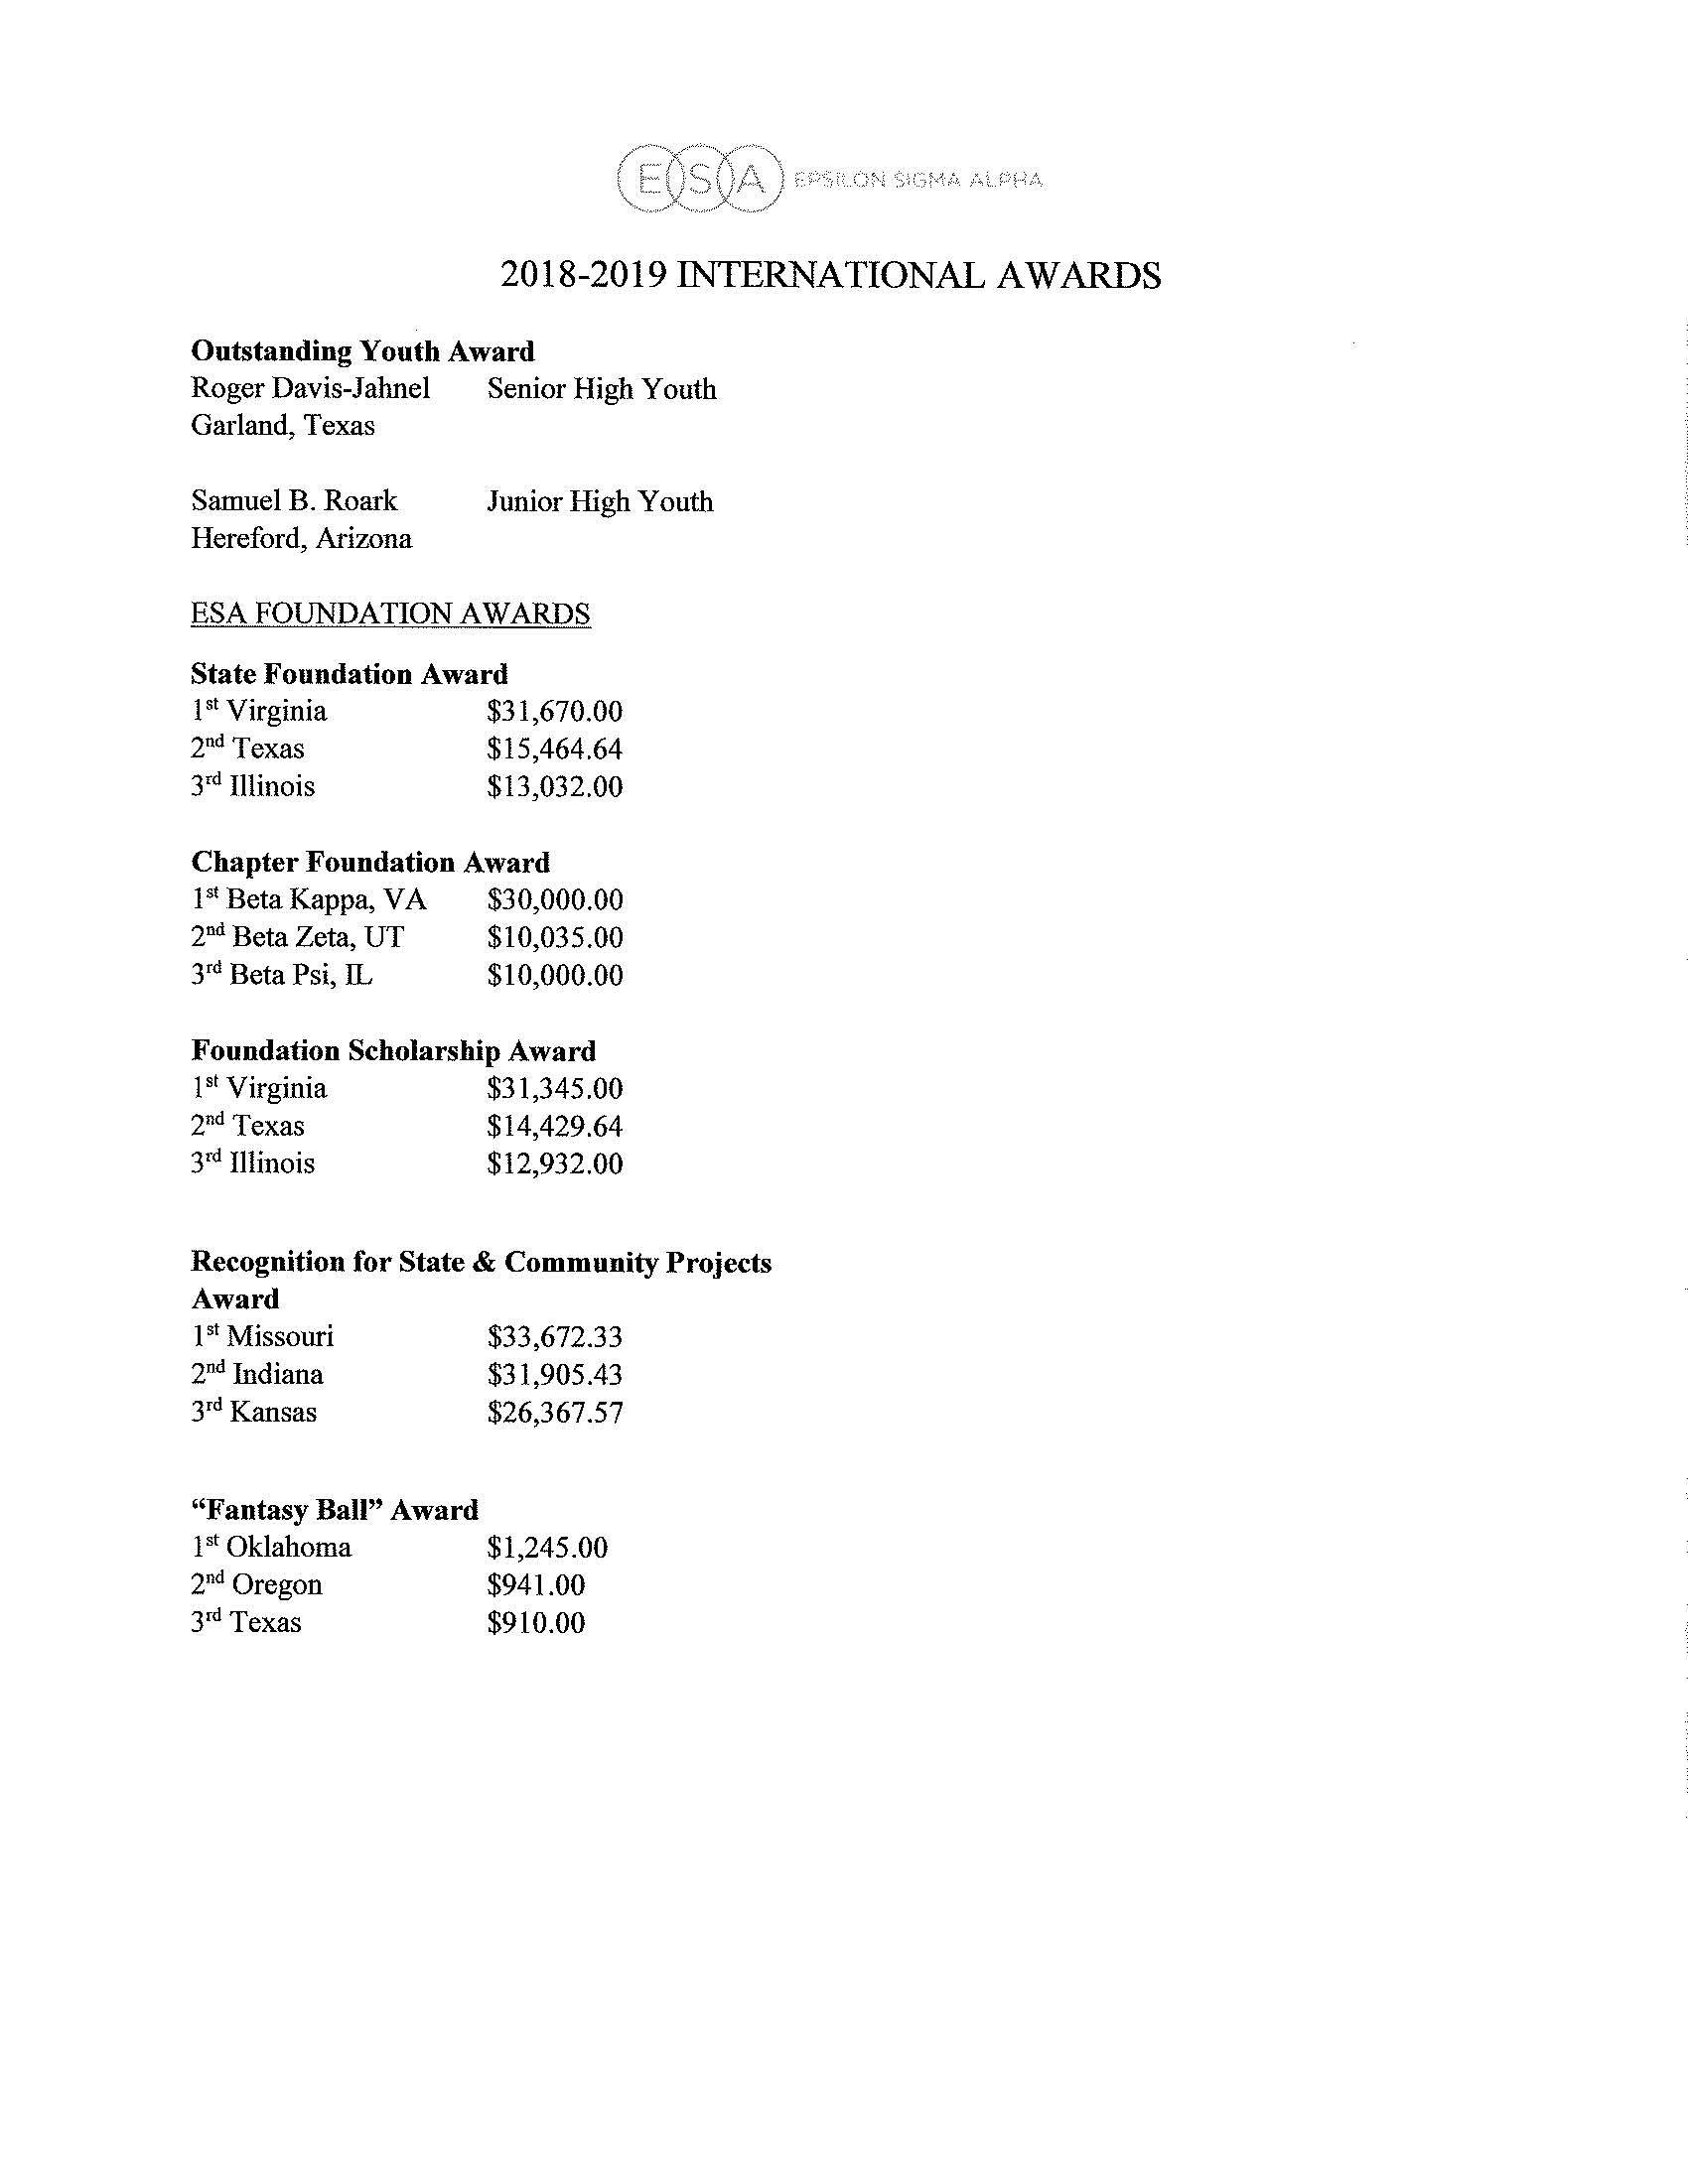 ESA EPSILON SIGMA ALPHA
2018-2019 INTERNATIONAL AWARDS
Outstanding Youth Award
Roger Davis-Jahnel Senior High Youth
Garland, Texas
Samuel B. Roark Junior High Youth
Hereford, Arizona
ESA FOUNDATION AWARDS
State Foundation Award
1st Virginia $31,670.00
2nd Texas $15,464.64
3rd Illinois $13,032.00
Chapter Foundation Award
1st Beta Kappa, VA $30,000.00
2nd Beta Zeta, UT $10,035.00
3rd Beta Psi, IL $10,000.00
Foundation Scholarship Award
1st Virginia $31,345.00
2nd Texas $14,429.64
3rd Illinois $12,932.00
Recognition for State & Community Projects
Award
1st Missouri $33,672.33
2nd Indiana $31,905.43
3rd Kansas $26,367.57
“Fantasy Ball” Award
1st Oklahoma $1,245.00
2nd Oregon $941.00
3rd Texas $910.00